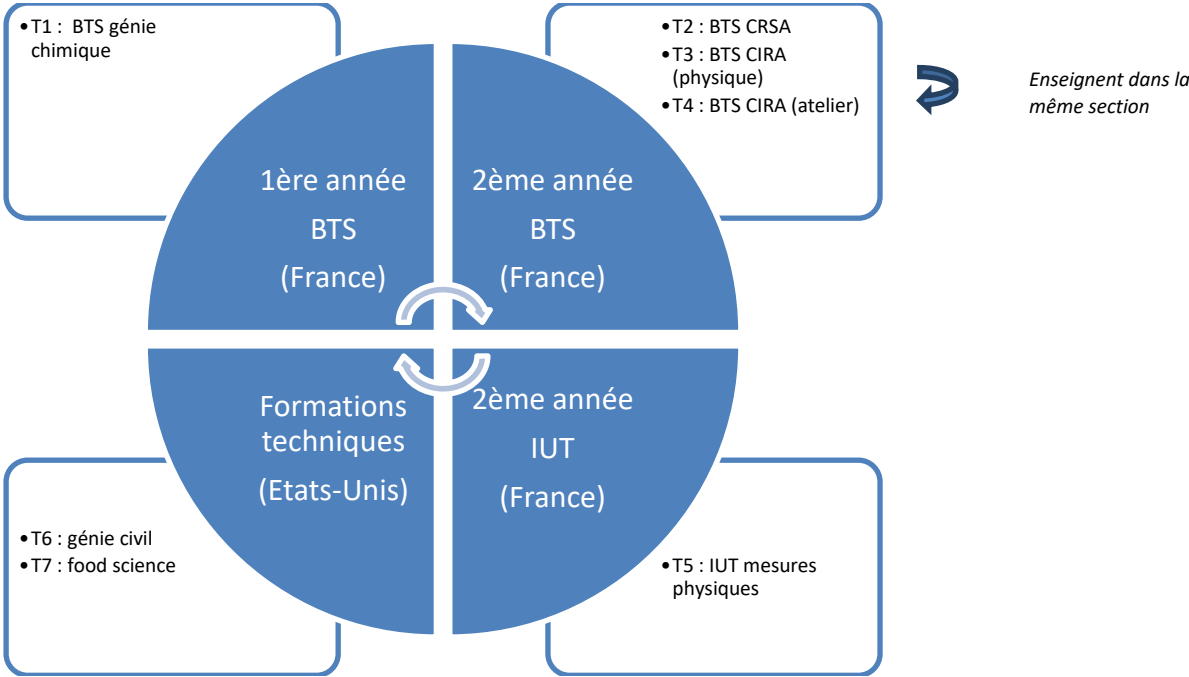 •T1 :  BTS génie
chimique
•T2 : BTS CRSA
•T3 : BTS CIRA
(physique)
•T4 : BTS CIRA (atelier)
Enseignent dans la
même section
1ère année
BTS
(France)
2ème année
BTS
(France)
Formations
techniques
(Etats-Unis)
2ème année
IUT
(France)
•T6 : génie civil
•T7 : food science
•T5 : IUT mesures
physiques